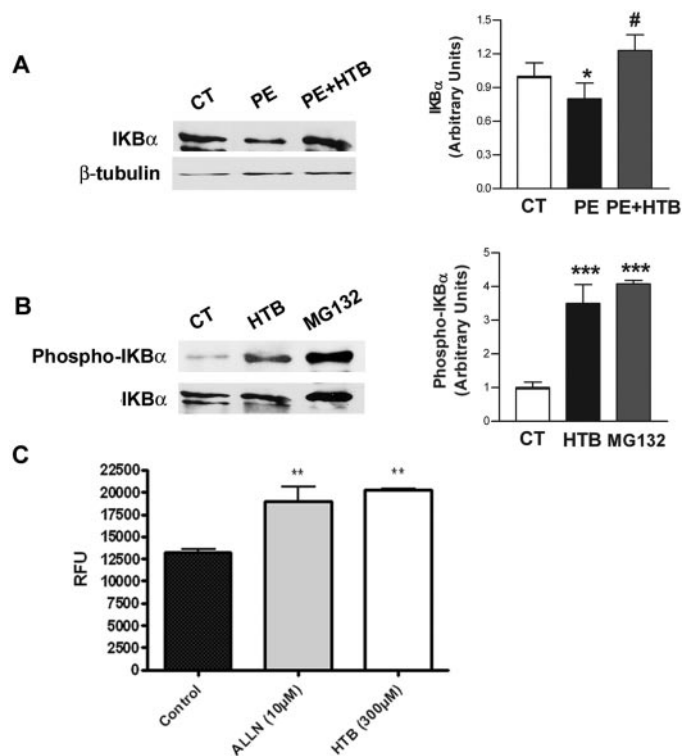 A
CT PE PE+HTB
IKBα
β-tubulin
#
*
1.5
1.2
0.9
0.6
0.3
0.0
IKBα
(Arbitrary Units)
CT PE PE+HTB
B
CT HTB MG132
Phospho-IKBα
IKBα
*** ***
5
4
2
1
0
Phospho-IKBα
(Arbitrary Units)
CT HTB MG132
C
** **
22500
20000
17500
15000
12500
10000
7500
5000
2500
0
RFU
Control
ALLN (10μM)
HTB (300μM)